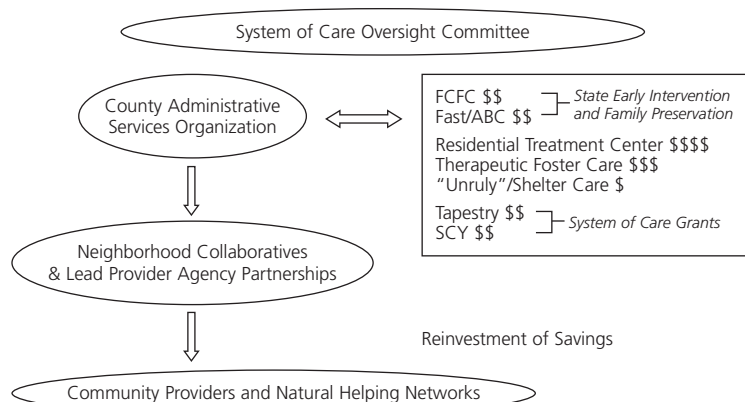 System of Care Oversight Committee
County Administrative
Services Organization
FCFC $$
Fast/ABC $$
State Early Intervention
and Family Preservation
Residential Treatment Center $$$$
Therapeutic Foster Care $$$
“Unruly”/Shelter Care $
Tapestry $$
SCY $$
System of Care Grants
Neighborhood Collaboratives
& Lead Provider Agency Partnerships
Reinvestment of Savings
Community Providers and Natural Helping Networks